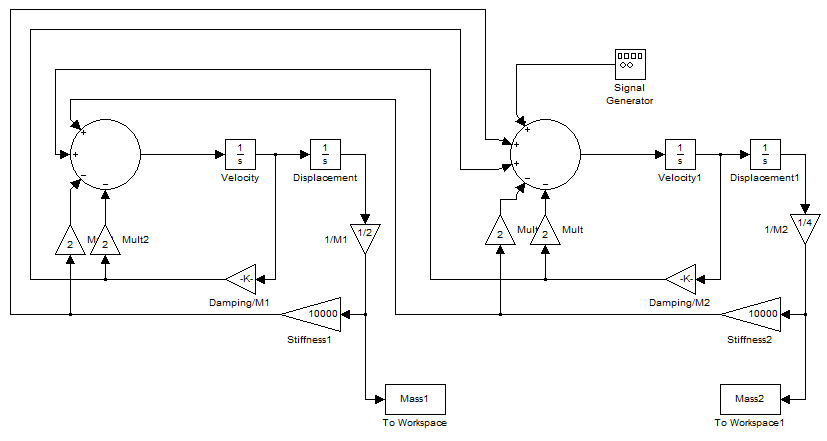 Signal
Generator
+
+
−
−
1
s
Velocity
1
s
Displacement
+
+
+
−
−
1
s
Velocity1
1
s
Displacement1
2
2
Mult2
1/2
1/M1
2
Mult
2
Mult
1/4
1/M2
-K-
Damping/M1
-K-
Damping/M2
10000
Stiffness1
10000
Stiffness2
Mass1
To Workspace
Mass2
To Workspace1